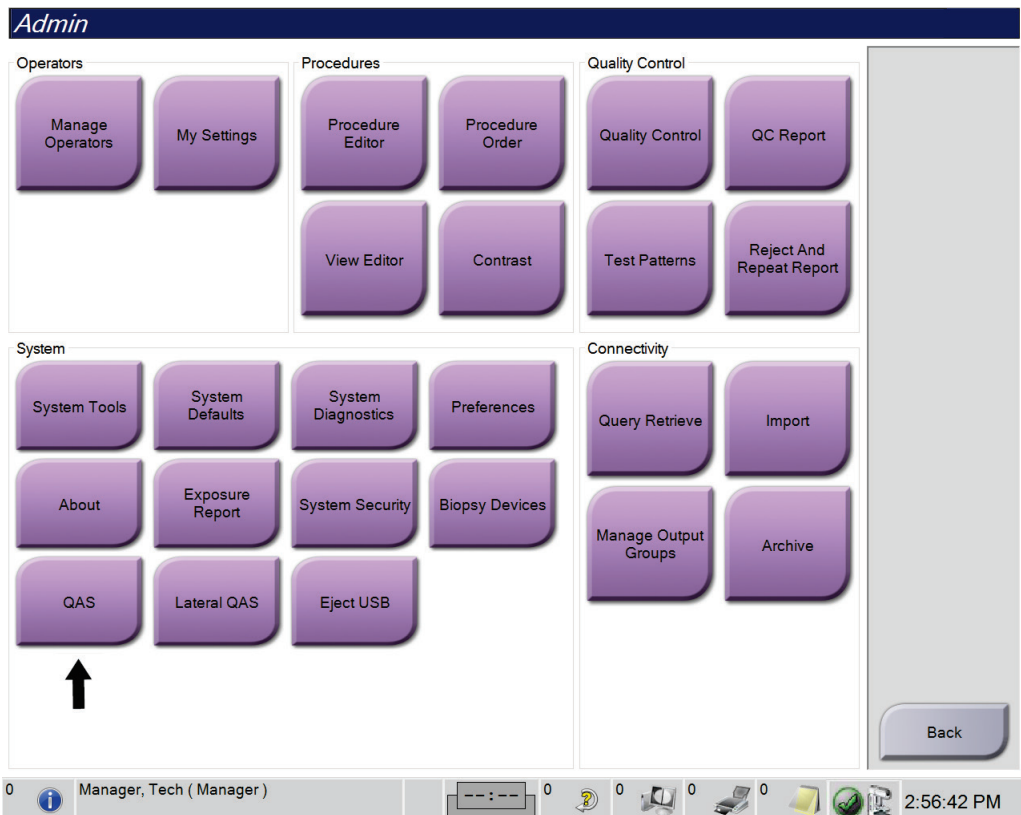 Admin
Operators
Manage
Operators
My Settings
Procedures
Procedure
Editor
Procedure
Order
View Editor
Contrast
Quality Control
Quality Control
QC Report
Test Patterns
Reject And
Repeat Report
System
System Tools
System
Defaults
System
Diagnostics
Preferences
About
Exposure
Report
System Security
Biopsy Devices
QAS
Lateral QAS
Eject USB
Connectivity
Query Retrieve
Import
Manage Output
Groups
Archive
Back
0
Manager, Tech ( Manager )
--:--
0
0
0
0
2:56:42 PM